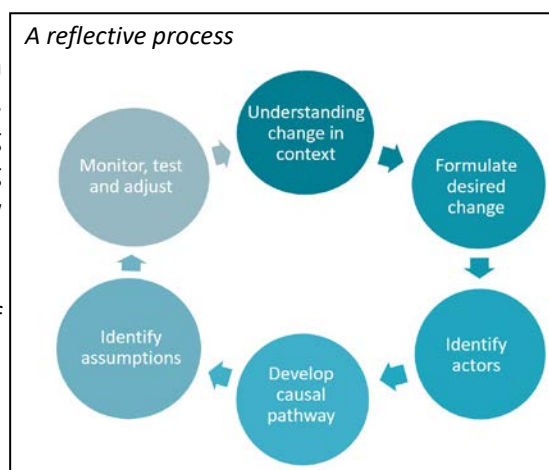 A reflective process
Understanding
change in
context
Formulate
desired
change
Identify
actors
Develop
causal
pathway
Identify
assumptions
Monitor, test
and adjust